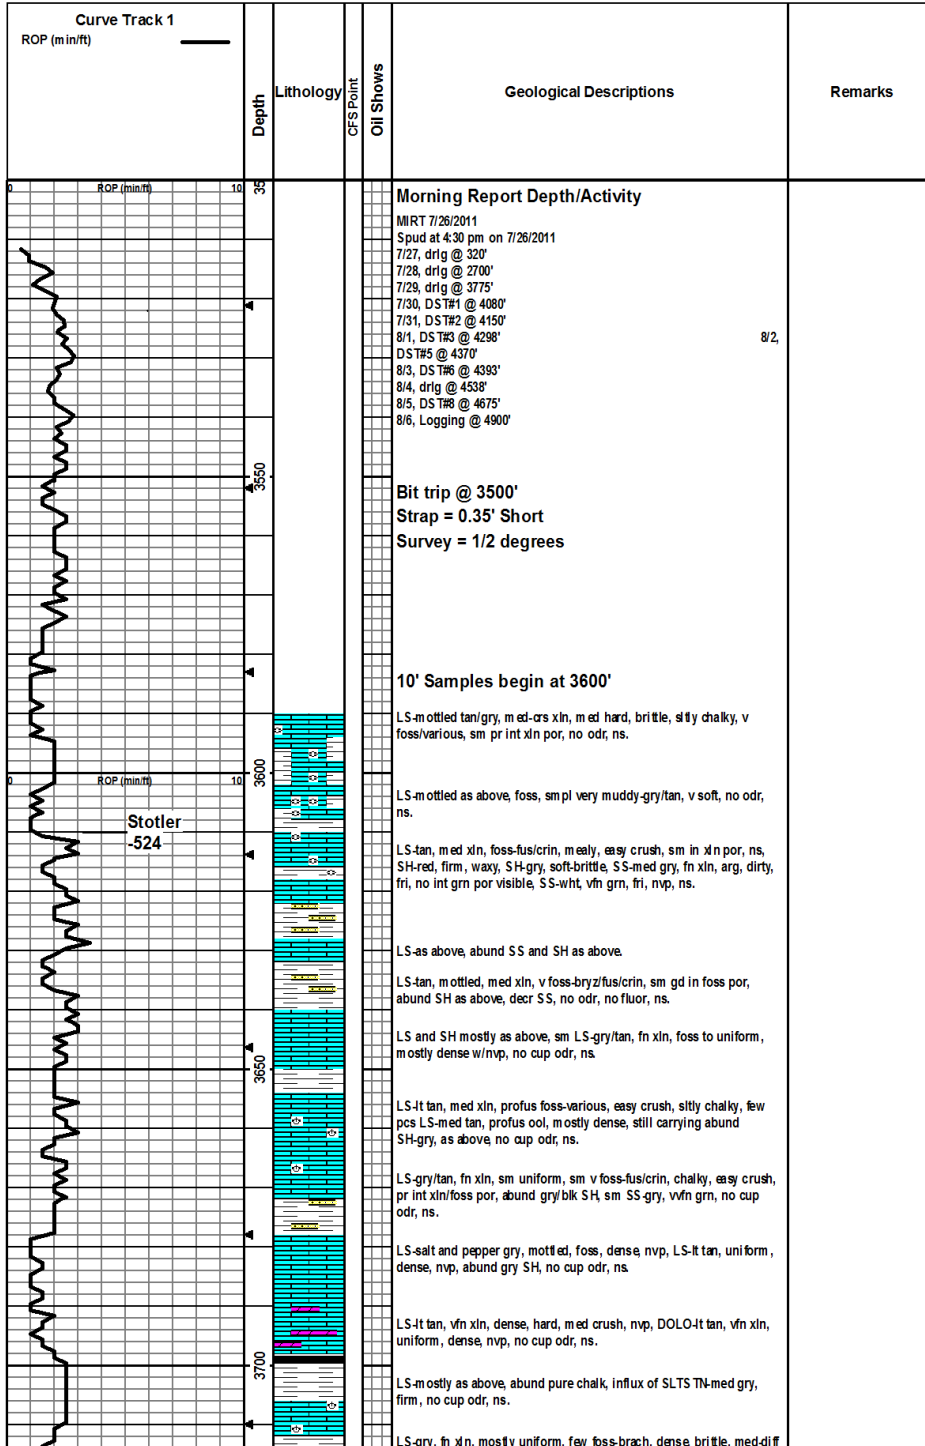 Curve Track 1
ROP (min/ft)
Depth
Lithology
CFS Point
Oil Shows
Geological Descriptions
Remarks
0 ROP (min/ft) 10
35
Morning Report Depth/Activity
MIRT 7/26/2011
Spud at 4:30 pm on 7/26/2011
7/27, drlg @ 320'
7/28, drlg @ 2700'
7/29, drlg @ 3775'
7/30, DST#1 @ 4080'
7/31, DST#2 @ 4150'
8/1, DST#3 @ 4298' 8/2,
DST#5 @ 4370'
8/3, DST#6 @ 4393'
8/4, drlg @ 4538'
8/5, DST#8 @ 4675'
8/6, Logging @ 4900'
3550
Bit trip @ 3500'
Strap = 0.35' Short
Survey = 1/2 degrees
10' Samples begin at 3600'
LS-mottled tan/gry, med-crs xln, med hard, brittle, sltly chalky, v
foss/various, sm pr int xln por, no odr, ns.
3600
0 ROP (min/ft) 10
LS-mottled as above, foss, smpl very muddy-gry/tan, v soft, no odr,
ns.
Stotler
-524
LS-tan, med xln, foss-fus/crin, mealy, easy crush, sm in xln por, ns,
SH-red, firm, waxy, SH-gry, soft-brittle, SS-med gry, fn xln, arg, dirty,
fri, no int grn por visible, SS-wht, vfn grn, fri, nvp, ns.
LS-as above, abund SS and SH as above.
LS-tan, mottled, med xln, v foss-bryz/fus/crin, sm gd in foss por,
abund SH as above, decr SS, no odr, no fluor, ns.
LS and SH mostly as above, sm LS-gry/tan, fn xln, foss to uniform,
mostly dense w/nvp, no cup odr, ns.
3650
LS-lt tan, med xln, profus foss-various, easy crush, sltly chalky, few
pcs LS-med tan, profus ool, mostly dense, still carrying abund
SH-gry, as above, no cup odr, ns.
LS-gry/tan, fn xln, sm uniform, sm v foss-fus/crin, chalky, easy crush,
pr int xln/foss por, abund gry/blk SH, sm SS-gry, vvfn grn, no cup
odr, ns.
LS-salt and pepper gry, mottled, foss, dense, nvp, LS-lt tan, uniform,
dense, nvp, abund gry SH, no cup odr, ns.
LS-lt tan, vfn xln, dense, hard, med crush, nvp, DOLO-lt tan, vfn xln,
uniform, dense, nvp, no cup odr, ns.
3700
LS-mostly as above, abund pure chalk, influx of SLTSTN-med gry,
firm, no cup odr, ns.
LS-gry, fn xln, mostly uniform, few foss-brach, dense, brittle, med-diff